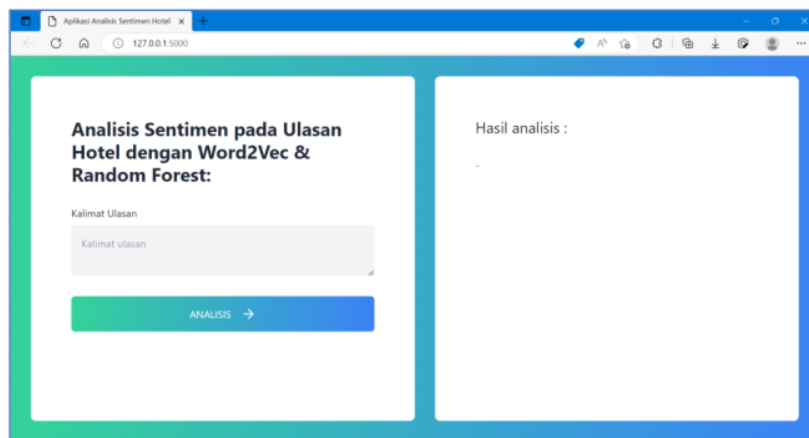 Aplikasi Analisis Sentimen Hotel
127.0.0.1:5000
Analisis Sentimen pada Ulasan
Hotel dengan Word2Vec &
Random Forest:
Kalimat Ulasan
Kalimat ulasan
ANALISIS
Hasil analisis :
-